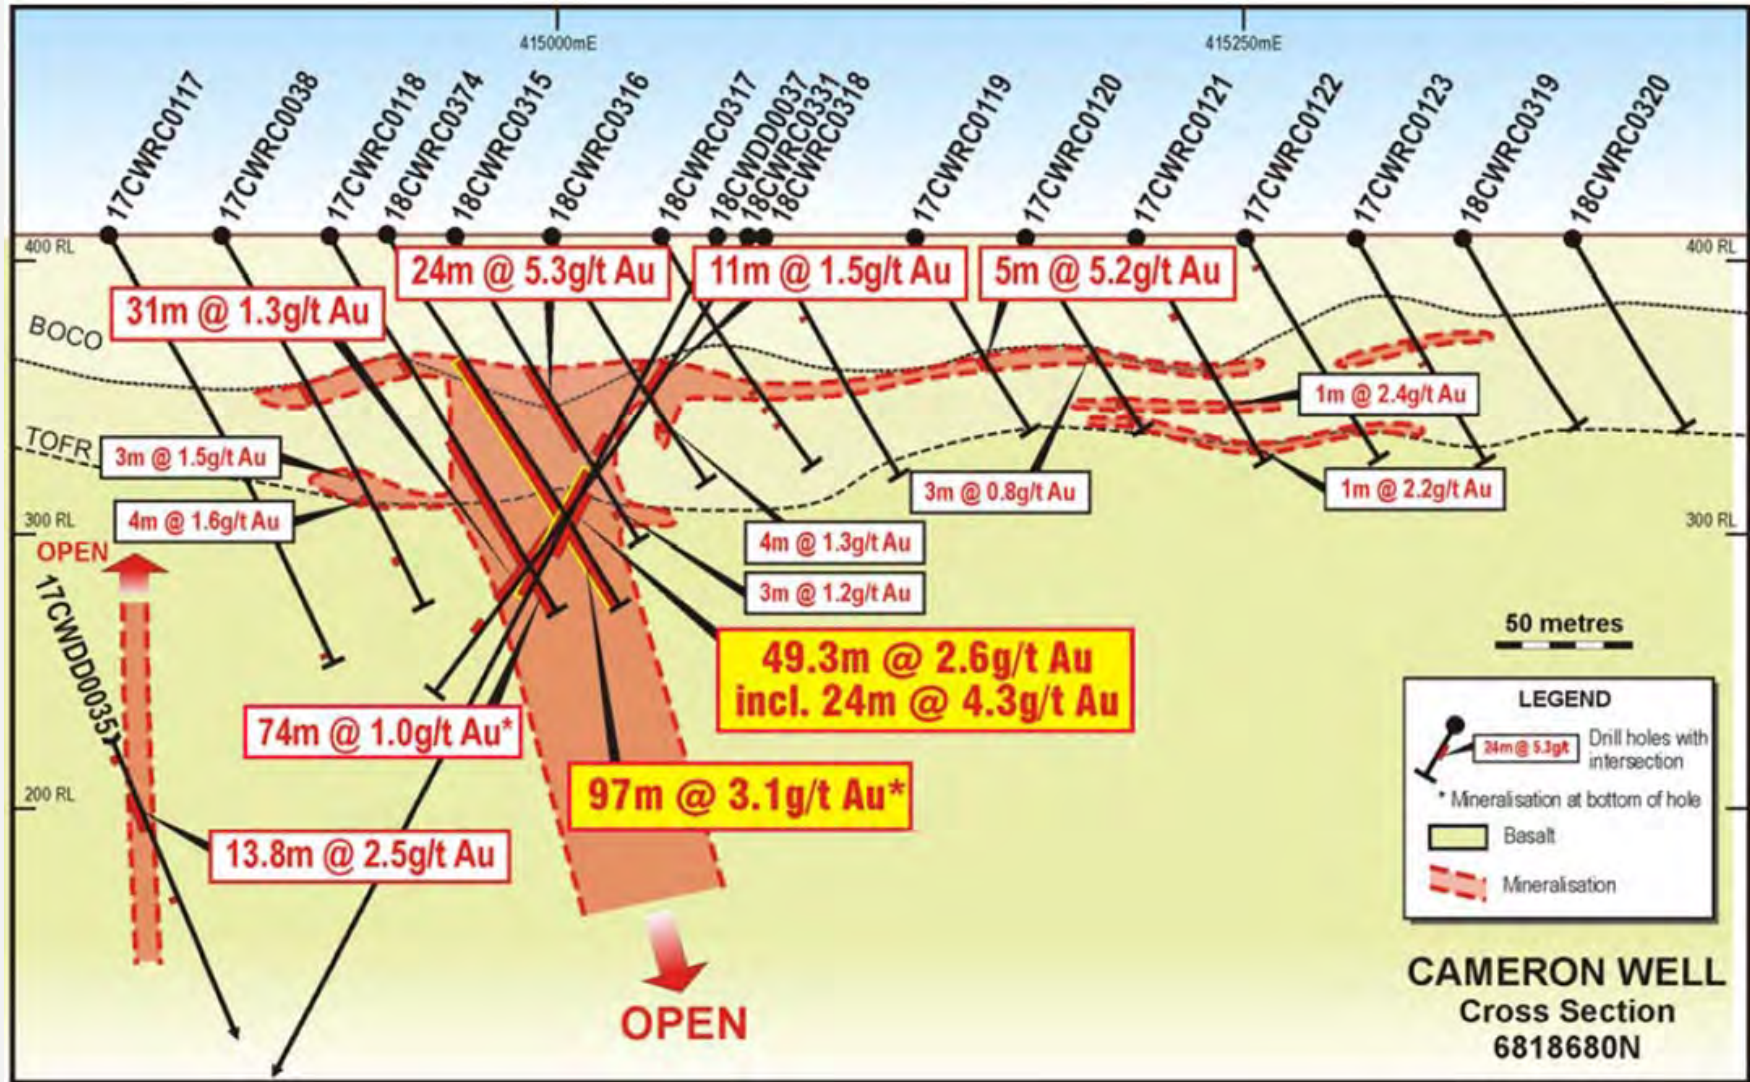 415000mE
415250mE
17CWRC0117
17CWRC0038
17CWRC0118
18CWRC0374
18CWRC0315
18CWRC0316
18CWRC0317
18CWDD0037
18CWRC0331
18CWRC0318
17CWRC0119
17CWRC0120
17CWRC0121
17CWRC0122
17CWRC0123
18CWRC0319
18CWRC0320
400 RL
400 RL
24m @ 5.3g/t Au
11m @ 1.5g/t Au
5m @ 5.2g/t Au
31m @ 1.3g/t Au
BOCO
1m @ 2.4g/t Au
TOFR
3m @ 1.5g/t Au
3m @ 0.8g/t Au
1m @ 2.2g/t Au
4m @ 1.6g/t Au
300 RL
300 RL
4m @ 1.3g/t Au
OPEN
3m @ 1.2g/t Au
17CWDD0035
50 metres
49.3m @ 2.6g/t Au
incl. 24m @ 4.3g/t Au
74m @ 1.0g/t Au*
97m @ 3.1g/t Au*
200 RL
13.8m @ 2.5g/t Au
LEGEND
24m @ 5.3g/t
Drill holes with
intersection
* Mineralisation at bottom of hole
Basalt
Mineralisation
OPEN
CAMERON WELL
Cross Section
6818680N